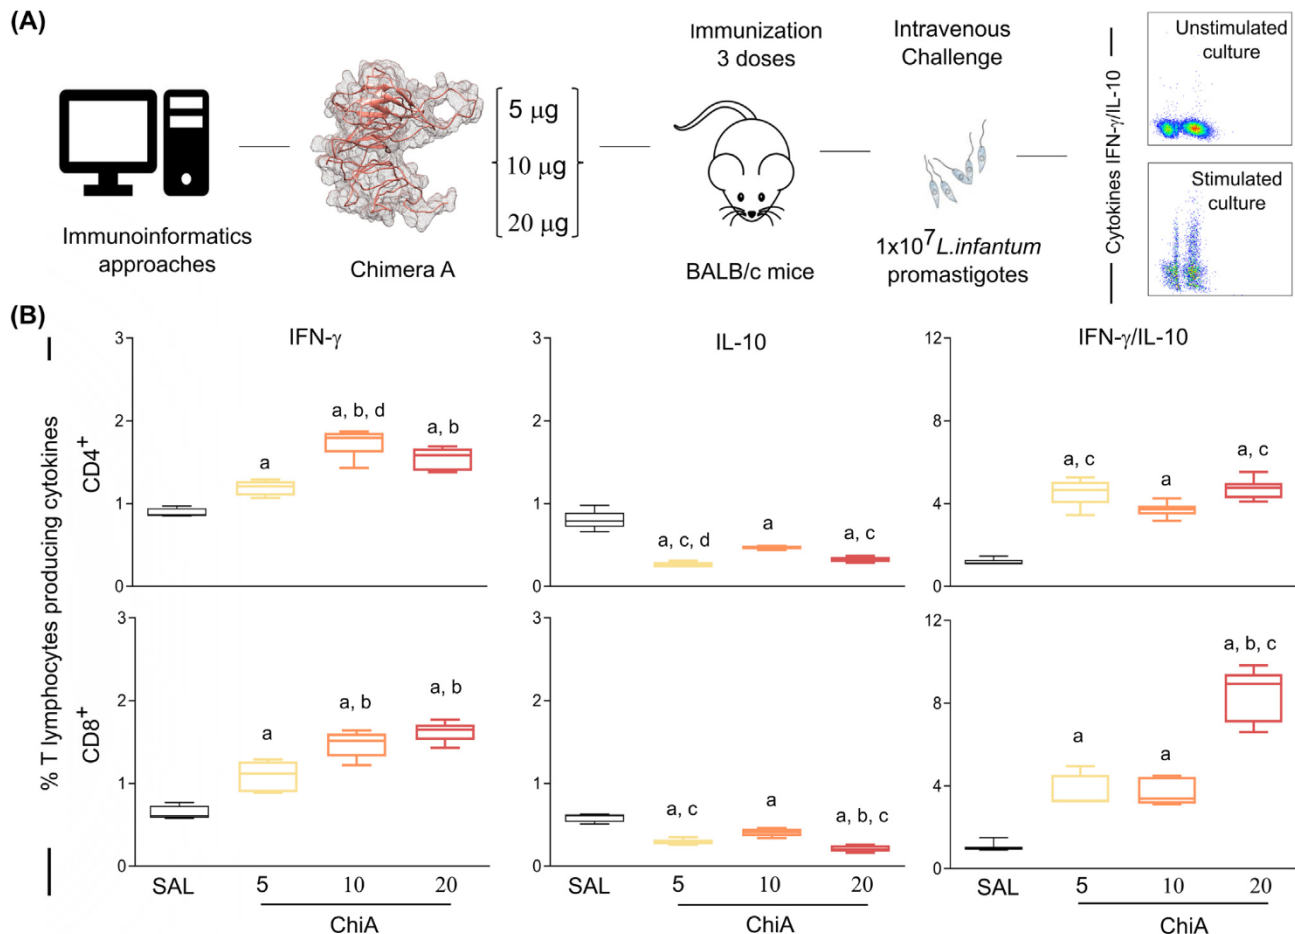 (A)
Immunoinformatics
approaches
Chimera A
5 µg
10 µg
20 µg
Immunization
3 doses
BALB/c mice
Intravenous
Challenge
1x10⁷ L.infantum
promastigotes
Cytokines IFN-γ/IL-10
Unstimulated
culture
Stimulated
culture
(B)
% T lymphocytes producing cytokines
CD4⁺
IFN-γ
3
2
1
0
a
a, b, d
a, b
IL-10
3
2
1
0
a, c, d
a
a, c
IFN-γ/IL-10
12
8
4
0
a, c
a
a, c
CD8⁺
3
2
1
0
a
a, b
a, b
SAL
5
10
20
ChiA
3
2
1
0
a, c
a
a, b, c
SAL
5
10
20
ChiA
12
8
4
0
a
a
a, b, c
SAL
5
10
20
ChiA